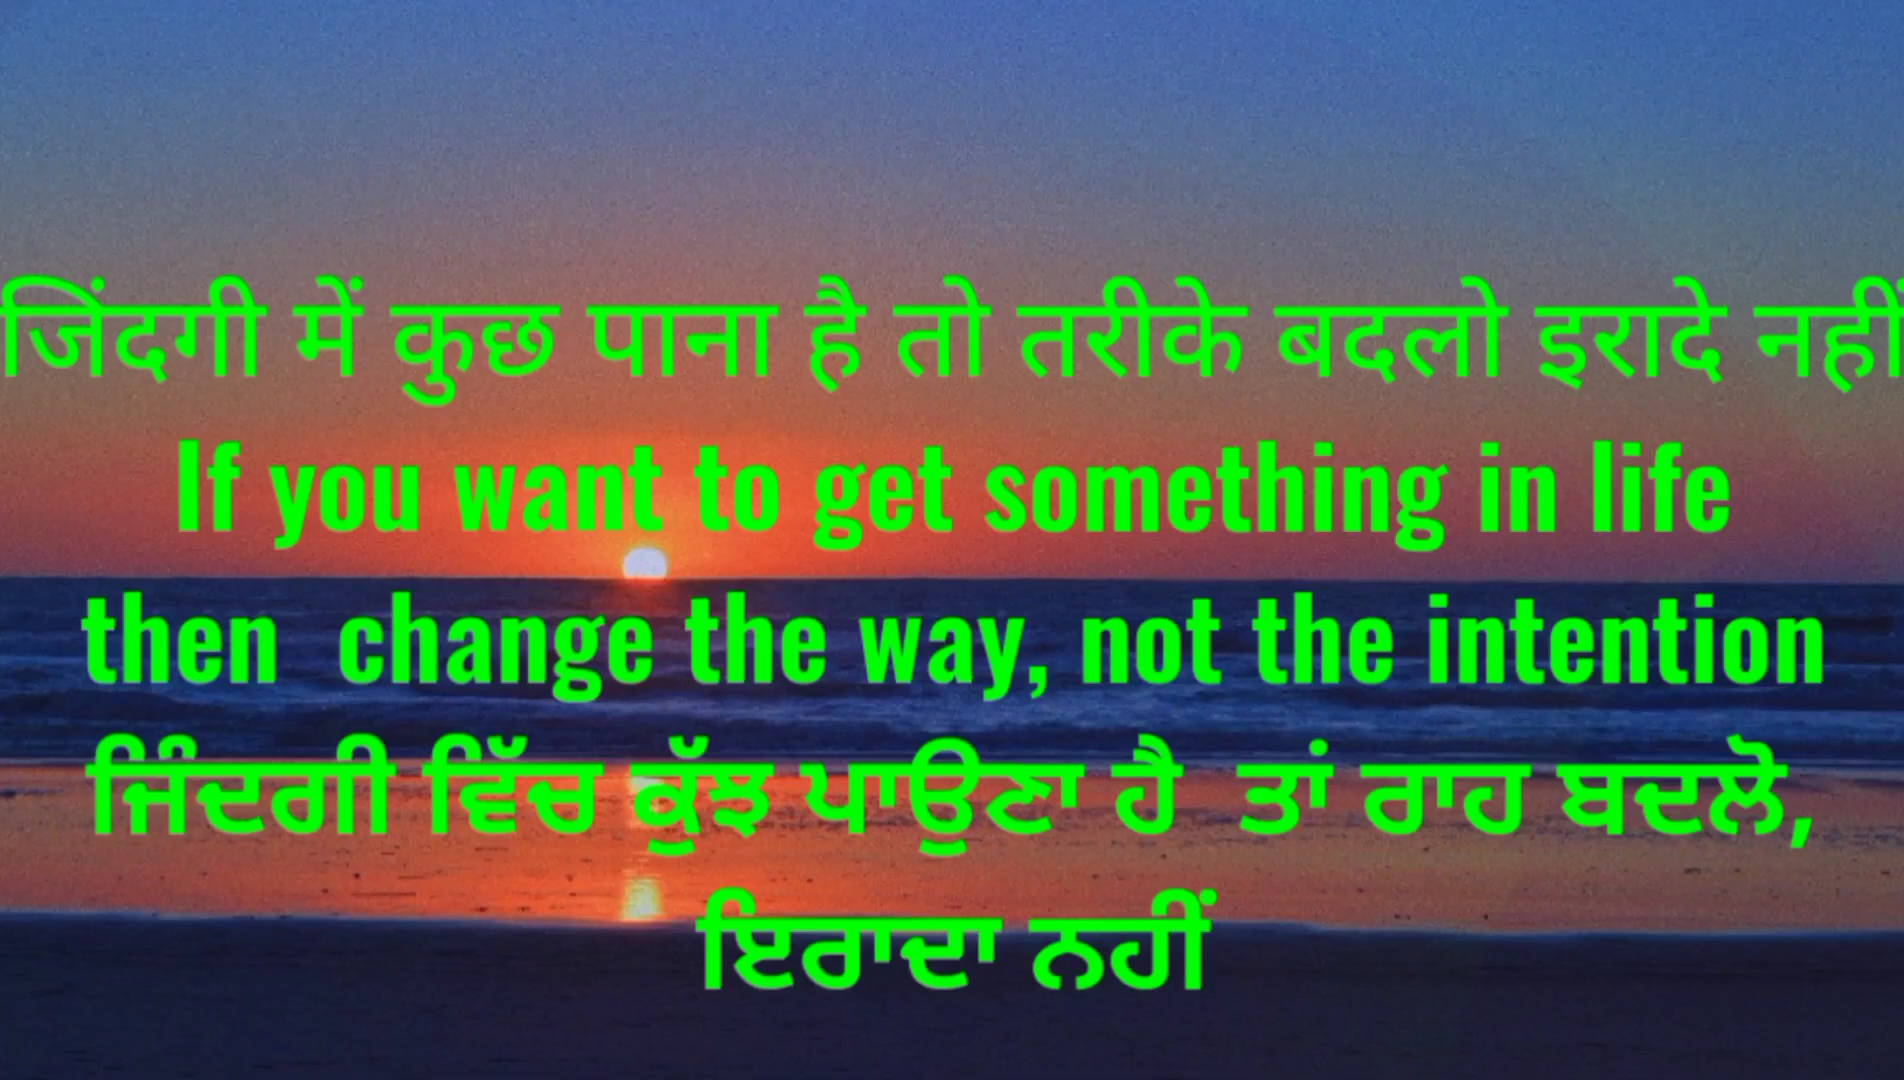 जिंदगी में कुछ पाना है तो तरीके बदलो इरादे नहीं
If you want to get something in life
then  change the way, not the intention
ਜਿੰਦਗੀ ਵਿੱਚ ਕੁੱਝ ਪਾਉਣਾ ਹੈ  ਤਾਂ ਰਾਹ ਬਦਲੋ,
ਇਰਾਦਾ ਨਹੀਂ